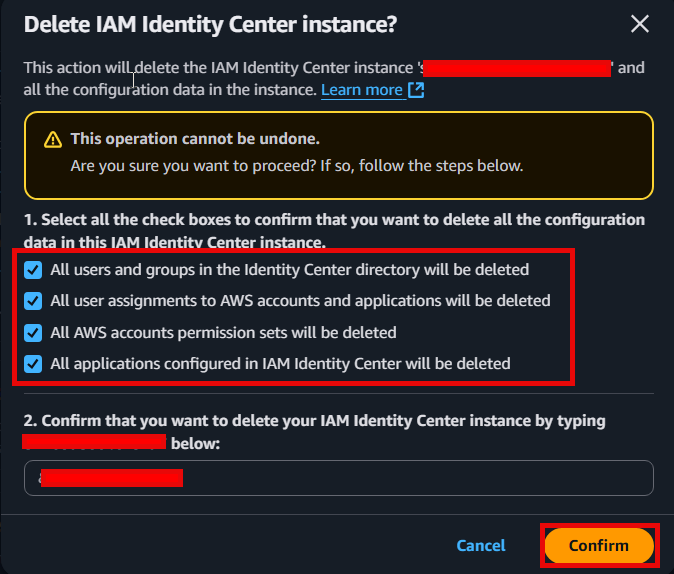 Delete IAM Identity Center instance?
This action will delete the IAM Identity Center instance ' ' and
all the configuration data in the instance. Learn more
This operation cannot be undone.
Are you sure you want to proceed? If so, follow the steps below.
1. Select all the check boxes to confirm that you want to delete all the configuration
data in this IAM Identity Center instance.
All users and groups in the Identity Center directory will be deleted
All user assignments to AWS accounts and applications will be deleted
All AWS accounts permission sets will be deleted
All applications configured in IAM Identity Center will be deleted
2. Confirm that you want to delete your IAM Identity Center instance by typing
below:
Cancel
Confirm